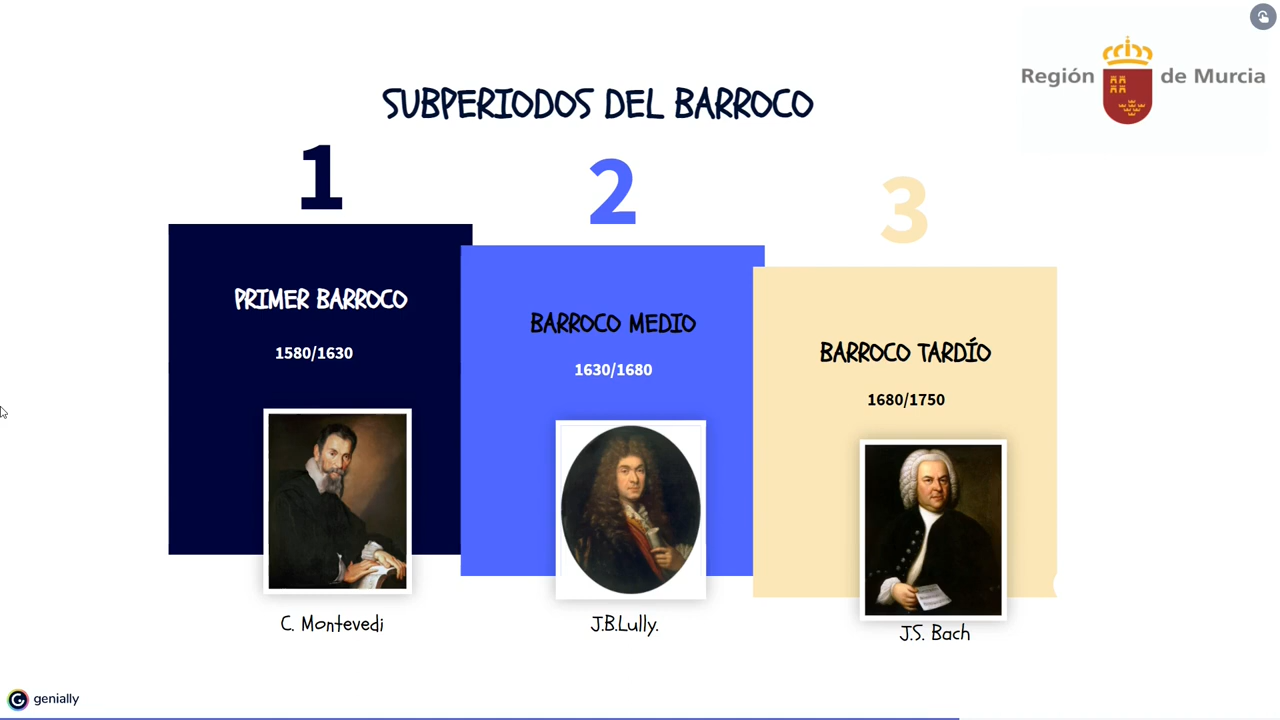 Región de Murcia
SUBPERIODOS DEL BARROCO
1
2
3
PRIMER BARROCO
1580/1630
BARROCO MEDIO
1630/1680
BARROCO TARDÍO
1680/1750
C. Montevedi
J.B.Lully.
J.S. Bach
genially